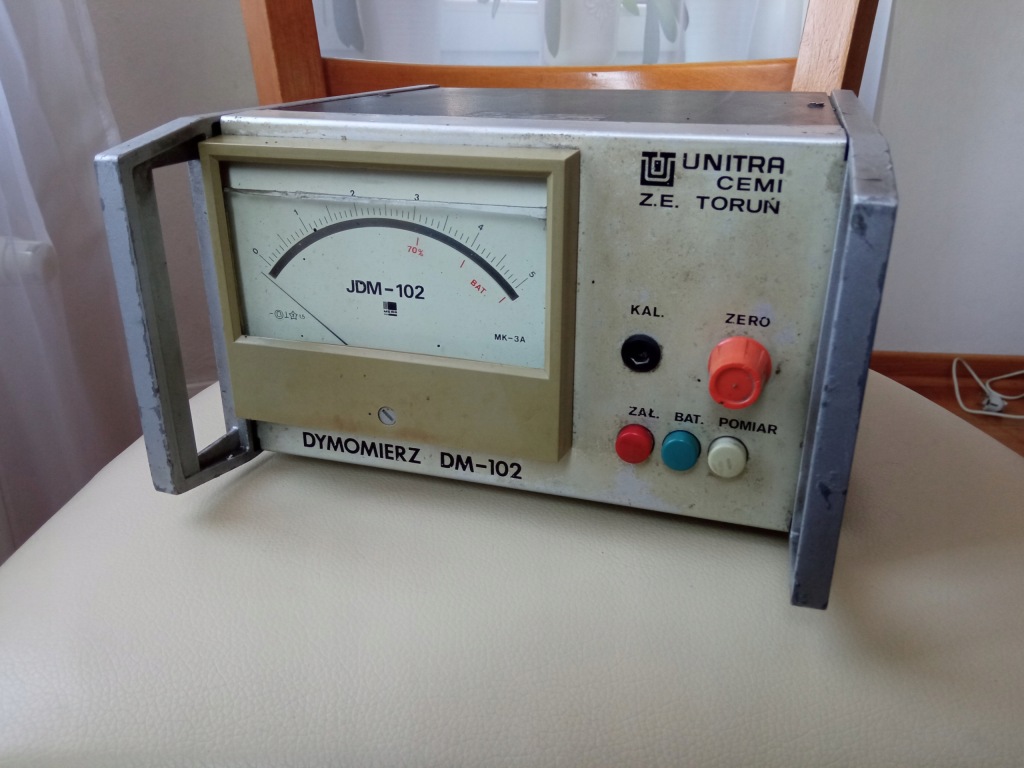 UNITRA
CEMI
Z.E. TORUŃ
0 1 2 3 4 5
70%
BAT.
JDM-102
MK-3A
KAL.
ZERO
ZAŁ. BAT. POMIAR
DYMOMIERZ DM-102